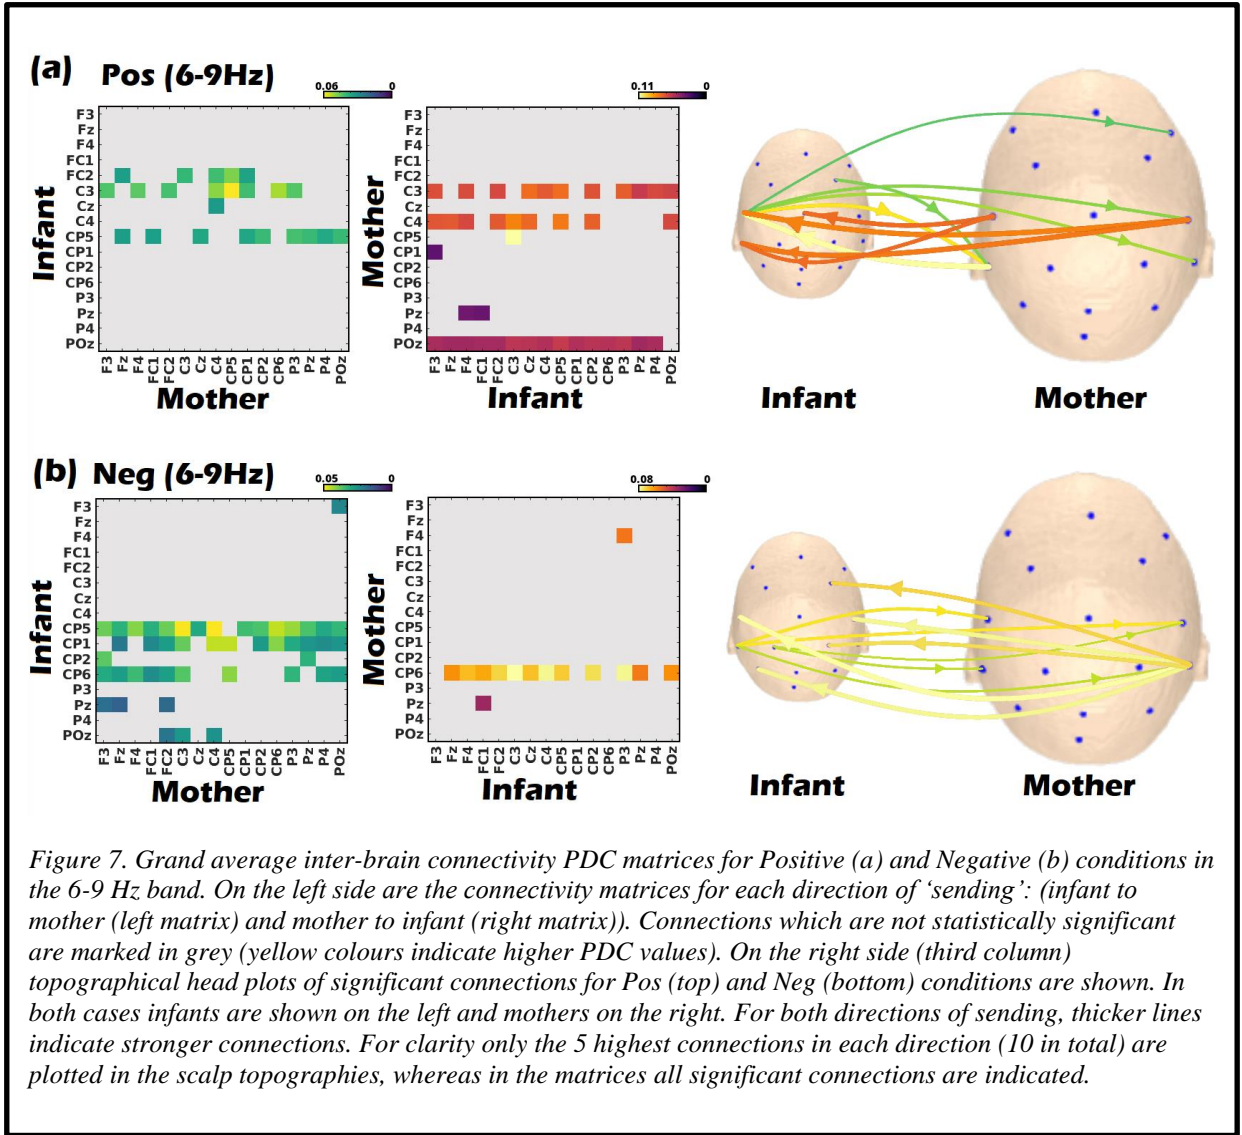 (a) Pos (6-9Hz)
0.06 0
0.11 0
F3
Fz
F4
FC1
FC2
C3
Cz
C4
CP5
CP1
CP2
CP6
P3
Pz
P4
POz
Infant
F3 Fz F4 FC1 FC2 C3 Cz C4 CP5 CP1 CP2 CP6 P3 Pz P4 POz
Mother
F3
Fz
F4
FC1
FC2
C3
C4
CP5
CP1
CP2
CP6
P3
Pz
P4
POz
Mother
F3 Fz F4 FC1 FC2 C3 Cz C4 CP5 CP1 CP2 CP6 P3 Pz P4 POz
Infant
Infant Mother
(b) Neg (6-9Hz)
0.05 0
0.08 0
F3
Fz
F4
FC1
FC2
C3
Cz
C4
CP5
CP1
CP2
CP6
P3
Pz
P4
POz
Infant
F3 Fz F4 FC1 FC2 C3 Cz C4 CP5 CP1 CP2 CP6 P3 Pz P4 POz
Mother
F3
Fz
F4
FC1
FC2
C3
Cz
C4
CP5
CP1
CP2
CP6
P3
Pz
P4
POz
Mother
F3 Fz F4 FC1 FC2 C3 Cz C4 CP5 CP1 CP2 CP6 P3 Pz P4 POz
Infant
Infant Mother
Figure 7. Grand average inter-brain connectivity PDC matrices for Positive (a) and Negative (b) conditions in
the 6-9 Hz band. On the left side are the connectivity matrices for each direction of ‘sending’: (infant to
mother (left matrix) and mother to infant (right matrix)). Connections which are not statistically significant
are marked in grey (yellow colours indicate higher PDC values). On the right side (third column)
topographical head plots of significant connections for Pos (top) and Neg (bottom) conditions are shown. In
both cases infants are shown on the left and mothers on the right. For both directions of sending, thicker lines
indicate stronger connections. For clarity only the 5 highest connections in each direction (10 in total) are
plotted in the scalp topographies, whereas in the matrices all significant connections are indicated.